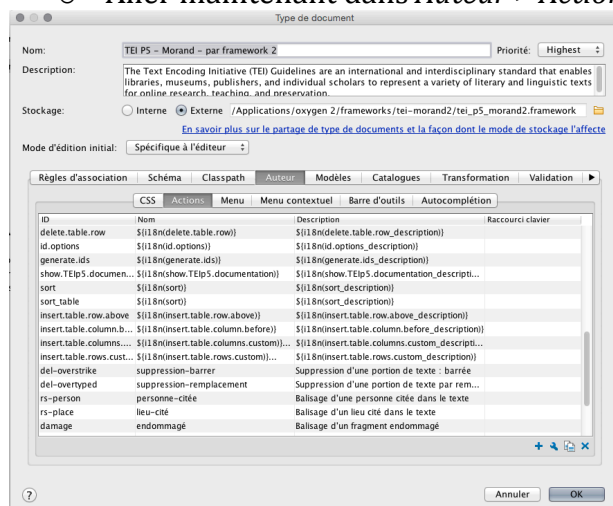 Aller maintenant dans Auteur > Action
Type de document
Nom: TEI P5 - Morand - par framework 2 Priorité: Highest
Description: The Text Encoding Initiative (TEI) Guidelines are an international and interdisciplinary standard that enables
libraries, museums, publishers, and individual scholars to represent a variety of literary and linguistic texts
for online research, teaching, and preservation.
Stockage: Interne Externe /Applications/oxygen 2/frameworks/tei-morand2/tei_p5_morand2.framework
En savoir plus sur le partage de type de documents et la façon dont le mode de stockage l'affecte
Mode d'édition initial: Spécifique à l'éditeur
Règles d'association Schéma Classpath Auteur Modèles Catalogues Transformation Validation
CSS Actions Menu Menu contextuel Barre d'outils Autocomplétion
ID Nom Description Raccourci clavier
delete.table.row ${i18n(delete.table.row)} ${i18n(delete.table.row_description)}
id.options ${i18n(id.options)} ${i18n(id.options_description)}
generate.ids ${i18n(generate.ids)} ${i18n(generate.ids_description)}
show.TEIp5.documen... ${i18n(show.TEIp5.documentation)} ${i18n(show.TEIp5.documentation_descripti...
sort ${i18n(sort)} ${i18n(sort_description)}
sort_table ${i18n(sort)} ${i18n(sort_description)}
insert.table.row.above ${i18n(insert.table.row.above)} ${i18n(insert.table.row.above_description)}
insert.table.column.b... ${i18n(insert.table.column.before)} ${i18n(insert.table.column.before_description)}
insert.table.columns.... ${i18n(insert.table.columns.custom)}... ${i18n(insert.table.columns.custom_descripti...
insert.table.rows.cust... ${i18n(insert.table.rows.custom)}... ${i18n(insert.table.rows.custom_description)}
del-overstrike suppression-barrer Suppression d'une portion de texte : barrée
del-overtyped suppression-remplacement Suppression d'une portion de texte par rem...
rs-person personne-citée Balisage d'une personne citée dans le texte
rs-place lieu-cité Balisage d'un lieu cité dans le texte
damage endommagé Balisage d'un fragment endommagé
? Annuler OK